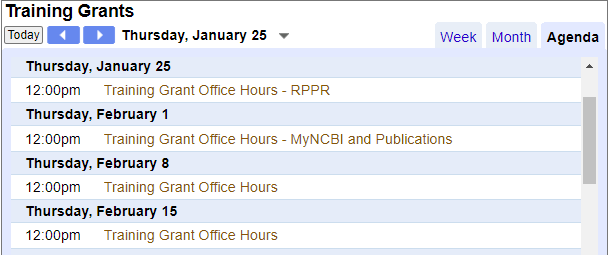 Training Grants
Today Thursday, January 25 Week Month Agenda
Thursday, January 25
12:00pm Training Grant Office Hours - RPPR
Thursday, February 1
12:00pm Training Grant Office Hours - MyNCBI and Publications
Thursday, February 8
12:00pm Training Grant Office Hours
Thursday, February 15
12:00pm Training Grant Office Hours